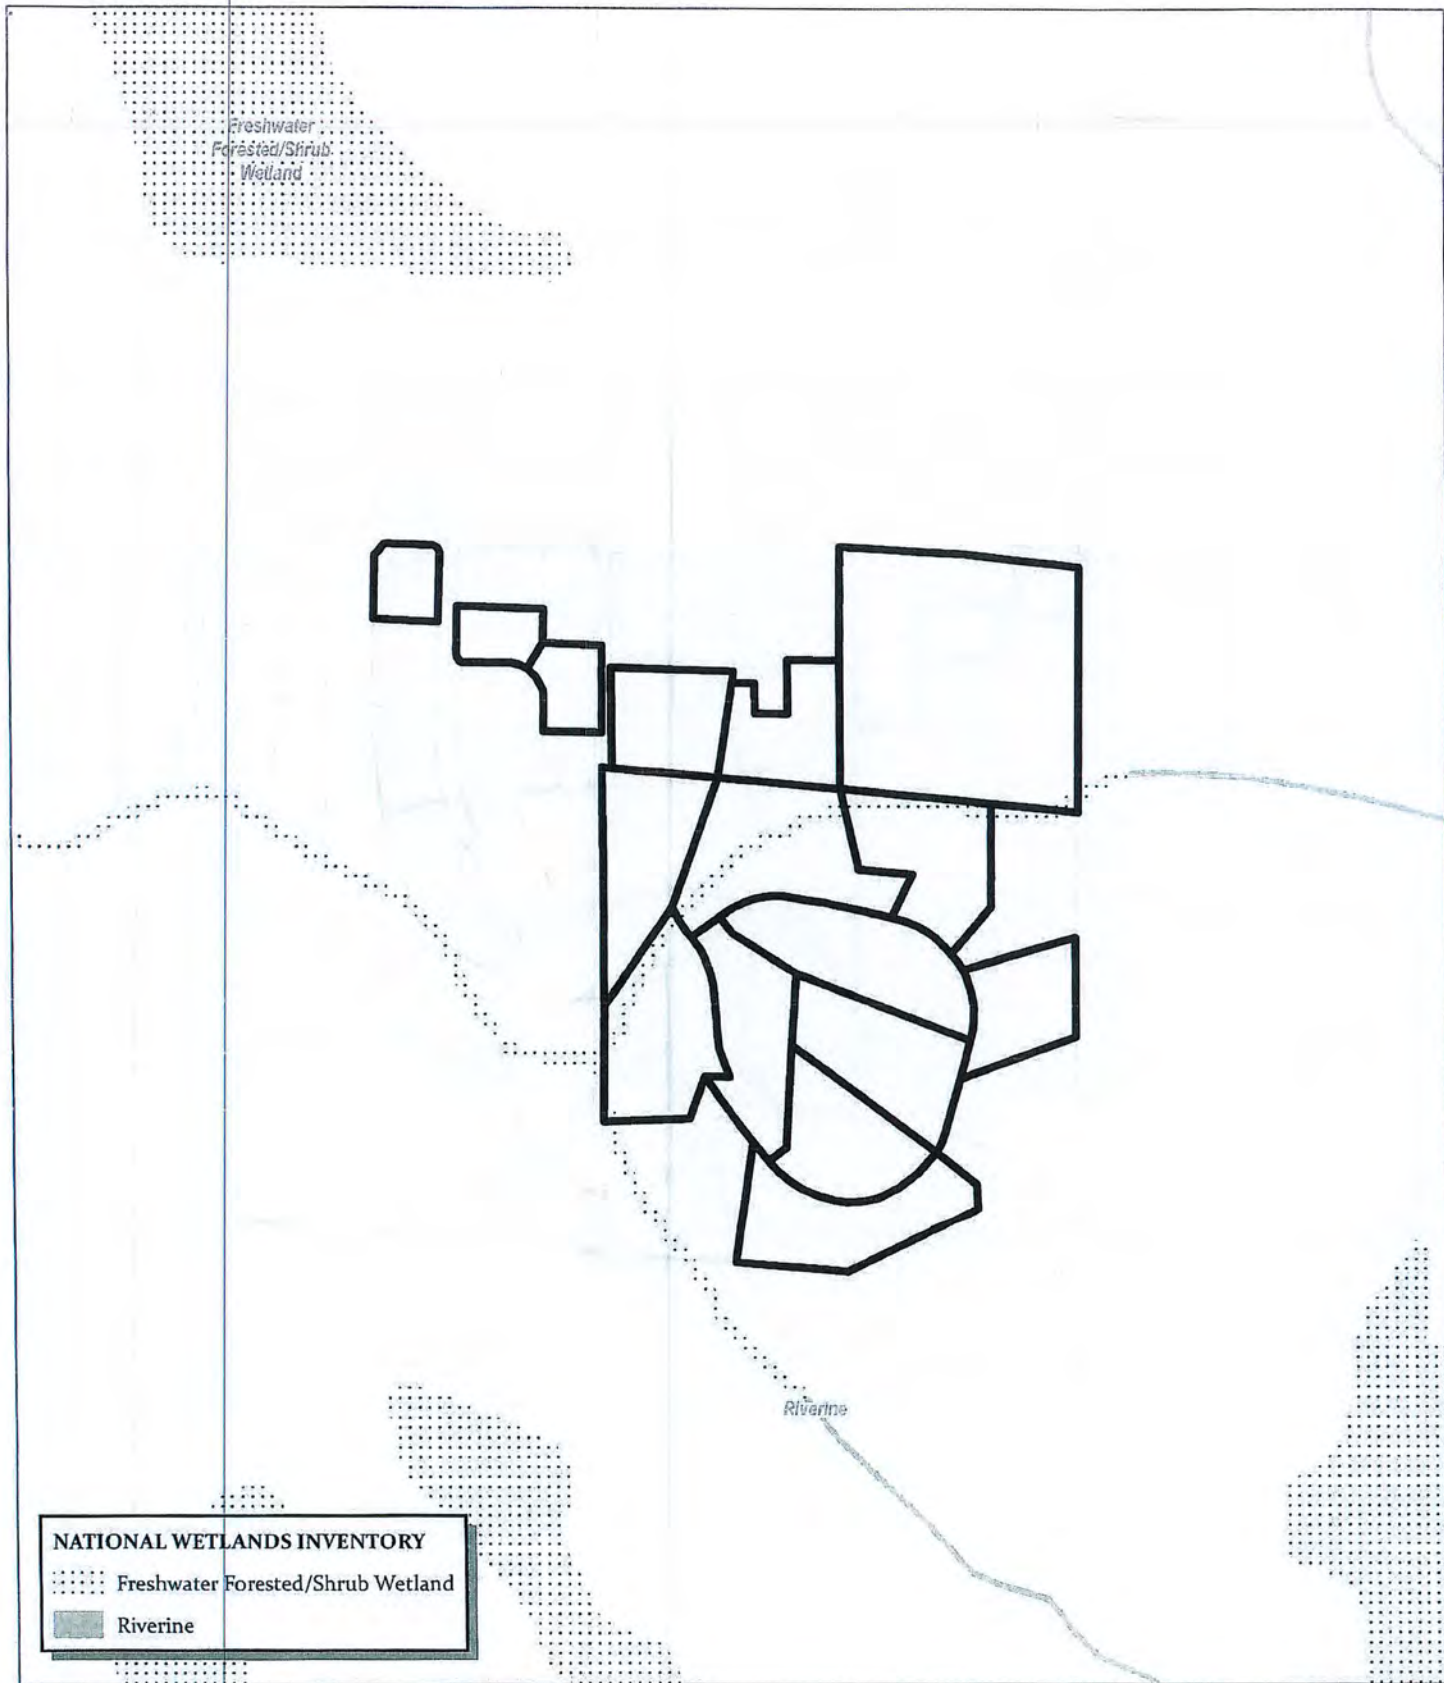 Freshwater
Forested/Shrub
Wetland
Riverine
NATIONAL WETLANDS INVENTORY
Freshwater Forested/Shrub Wetland
Riverine